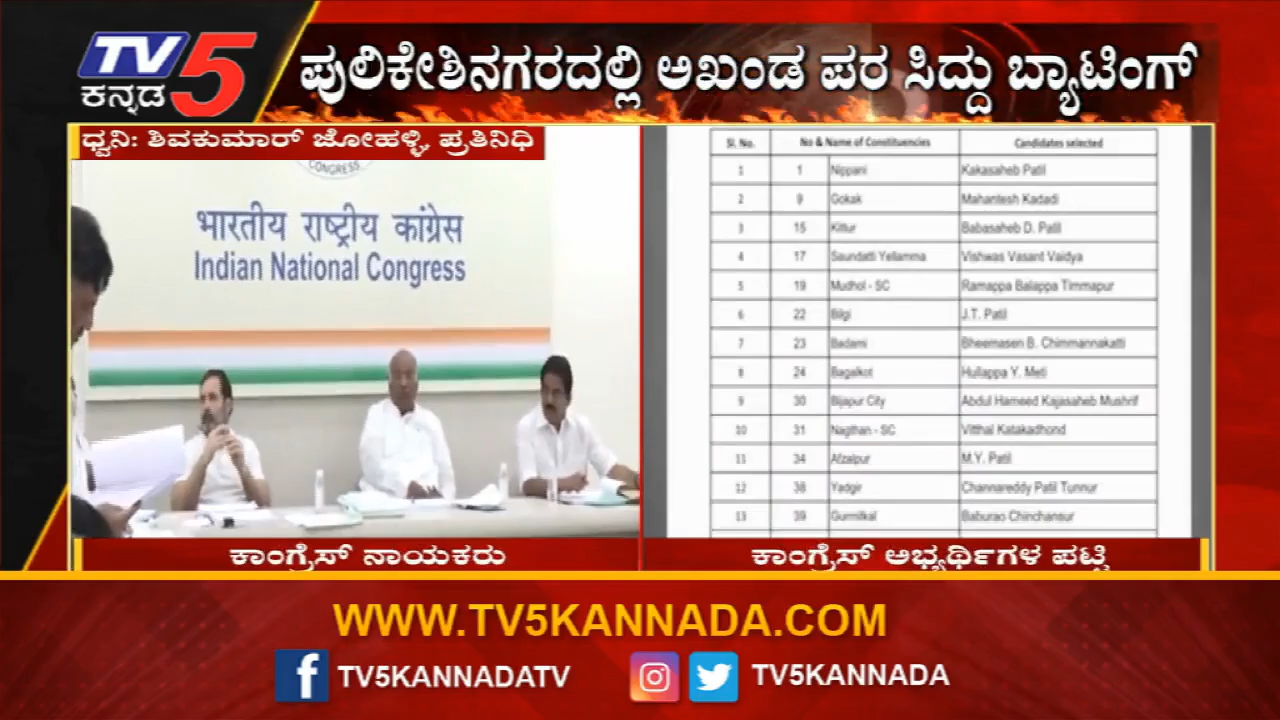 TV5
ಕನ್ನಡ
ಪುಲಿಕೇಶಿನಗರದಲ್ಲಿ ಅಖಂಡ ಪರ ಸಿದ್ದು ಬ್ಯಾಟಿಂಗ್
ಧ್ವನಿ: ಶಿವಕುಮಾರ್ ಜೋಹಳ್ಳಿ, ಪ್ರತಿನಿಧಿ
CONGRESS
भारतीय राष्ट्रीय कांग्रेस
Indian National Congress
Sl. No. No & Name of Constituencies Candidates selected
1 1 Nippani Kakasaheb Patil
2 9 Gokak Mahantesh Kadadi
3 15 Kittur Babasaheb D. Patil
4 17 Saundatti Yellamma Vishwas Vasant Vaidya
5 19 Mudhol - SC Ramappa Balappa Timmapur
6 22 Bilgi J.T. Patil
7 23 Badami Bheemasen B. Chimmannakatti
8 24 Bagalkot Hullappa Y. Meti
9 30 Bijapur City Abdul Hameed Kajasaheb Mushrif
10 31 Nagthan - SC Vitthal Katakadhond
11 34 Afzalpur M.Y. Patil
12 38 Yadgir Channareddy Patil Tunnur
13 39 Gurmitkal Baburao Chinchansur
ಕಾಂಗ್ರೆಸ್ ನಾಯಕರು
ಕಾಂಗ್ರೆಸ್ ಅಭ್ಯರ್ಥಿಗಳ ಪಟ್ಟಿ
WWW.TV5KANNADA.COM
TV5KANNADATV
TV5KANNADA